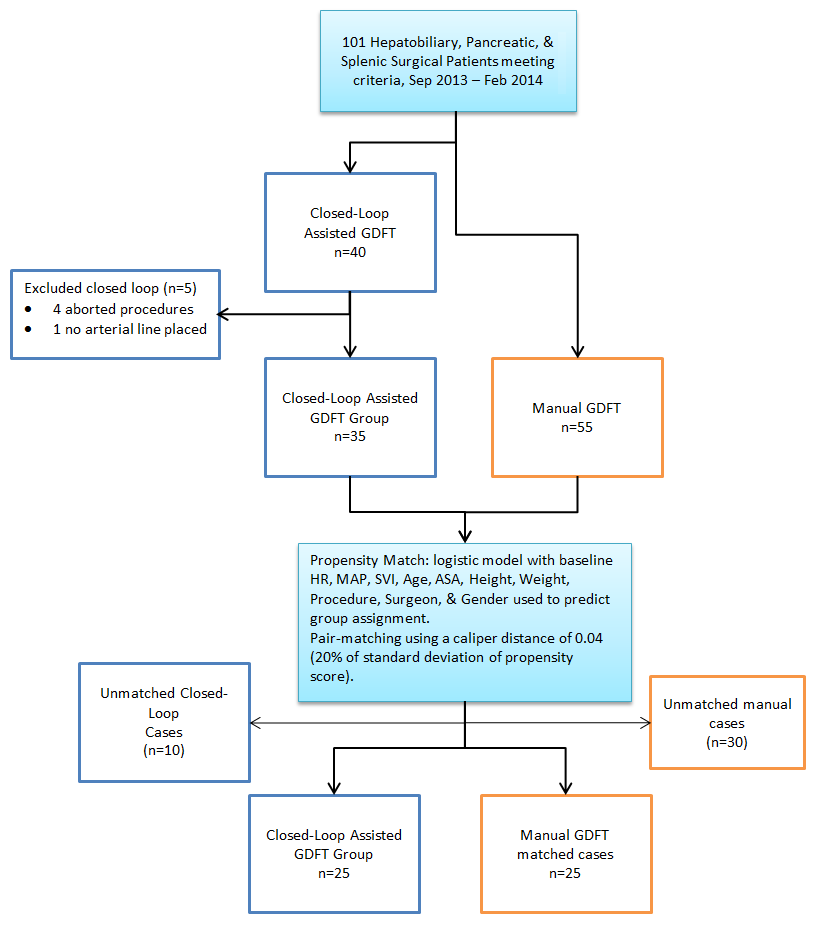 101 Hepatobiliary, Pancreatic, &
Splenic Surgical Patients meeting
criteria, Sep 2013 – Feb 2014
Closed-Loop
Assisted GDFT
n=40
Excluded closed loop (n=5)
• 4 aborted procedures
• 1 no arterial line placed
Closed-Loop Assisted
GDFT Group
n=35
Manual GDFT
n=55
Propensity Match: logistic model with baseline
HR, MAP, SVI, Age, ASA, Height, Weight,
Procedure, Surgeon, & Gender used to predict
group assignment.
Pair-matching using a caliper distance of 0.04
(20% of standard deviation of propensity
score).
Unmatched Closed-
Loop
Cases
(n=10)
Unmatched manual
cases
(n=30)
Closed-Loop Assisted
GDFT Group
n=25
Manual GDFT
matched cases
n=25